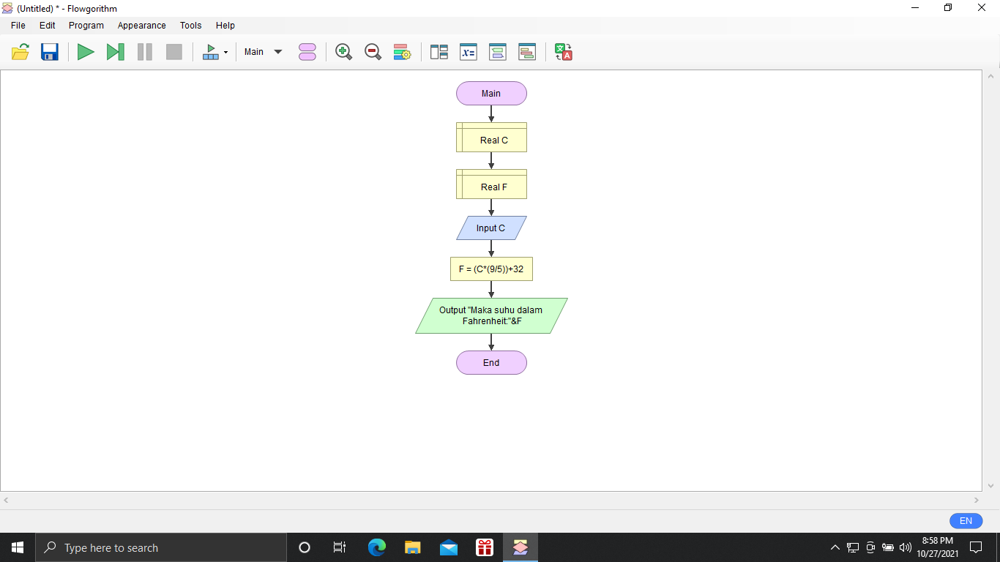 (Untitled) * - Flowgorithm
File Edit Program Appearance Tools Help
Main
x=
A
Main
Real C
Real F
Input C
F = (C*(9/5))+32
Output "Maka suhu dalam
Fahrenheit:"&F
End
EN
Type here to search
8:58 PM
10/27/2021